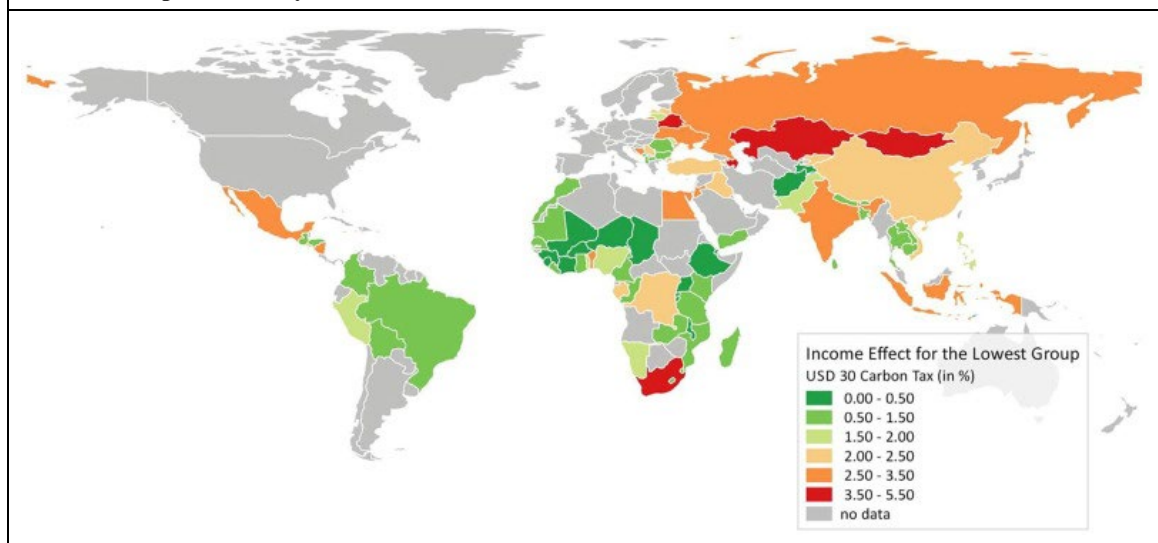 Income Effect for the Lowest Group
USD 30 Carbon Tax (in %)
0.00 - 0.50
0.50 - 1.50
1.50 - 2.00
2.00 - 2.50
2.50 - 3.50
3.50 - 5.50
no data